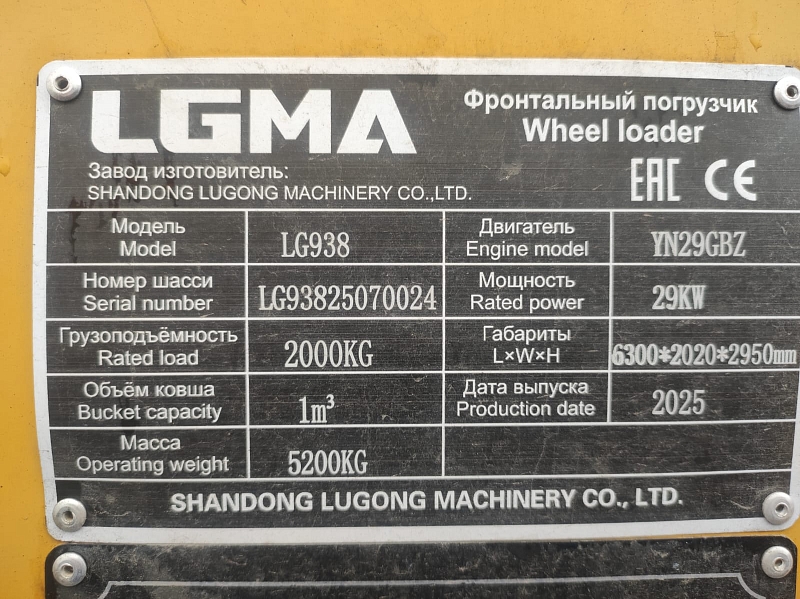 LGMA
Фронтальный погрузчик
Wheel loader
Завод изготовитель:
SHANDONG LUGONG MACHINERY CO.,LTD.
EAC CE
Модель
Model
LG938
Двигатель
Engine model
YN29GBZ
Номер шасси
Serial number
LG93825070024
Мощность
Rated power
29KW
Грузоподъёмность
Rated load
2000KG
Габариты
L×W×H
6300*2020*2950mm
Объём ковша
Bucket capacity
1m³
Дата выпуска
Production date
2025
Масса
Operating weight
5200KG
SHANDONG LUGONG MACHINERY CO., LTD.